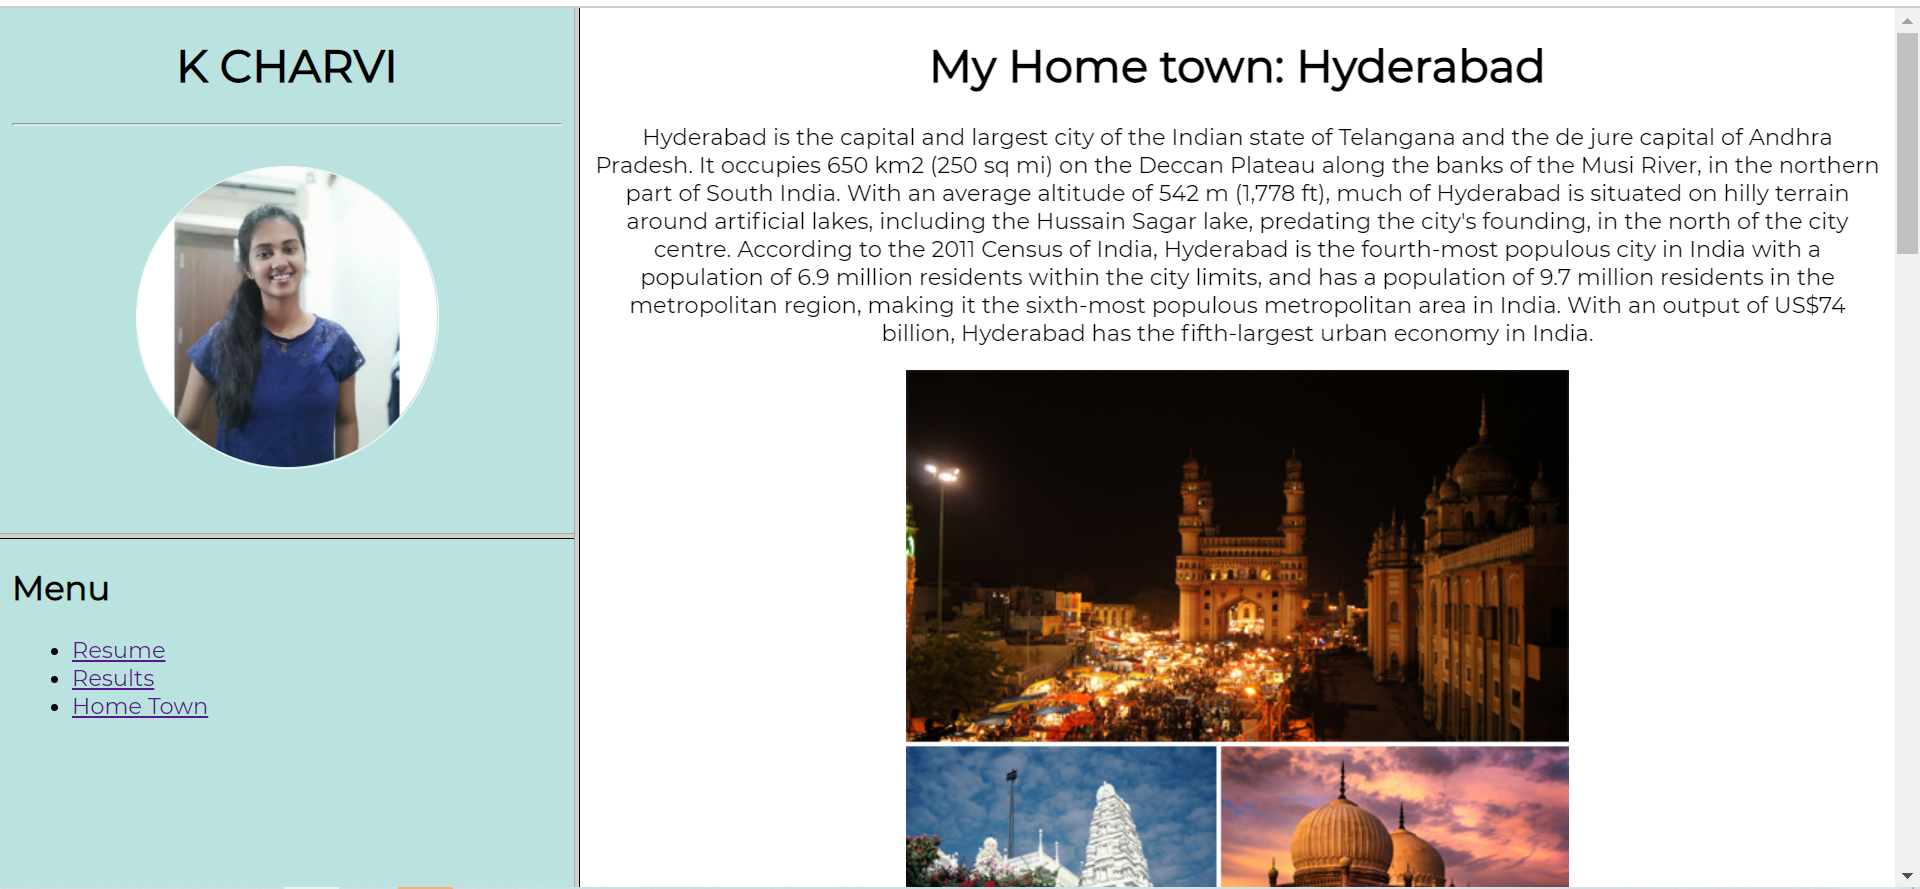 K CHARVI
Menu
Resume
Results
Home Town
My Home town: Hyderabad
Hyderabad is the capital and largest city of the Indian state of Telangana and the de jure capital of Andhra
Pradesh. It occupies 650 km2 (250 sq mi) on the Deccan Plateau along the banks of the Musi River, in the northern
part of South India. With an average altitude of 542 m (1,778 ft), much of Hyderabad is situated on hilly terrain
around artificial lakes, including the Hussain Sagar lake, predating the city's founding, in the north of the city
centre. According to the 2011 Census of India, Hyderabad is the fourth-most populous city in India with a
population of 6.9 million residents within the city limits, and has a population of 9.7 million residents in the
metropolitan region, making it the sixth-most populous metropolitan area in India. With an output of US$74
billion, Hyderabad has the fifth-largest urban economy in India.